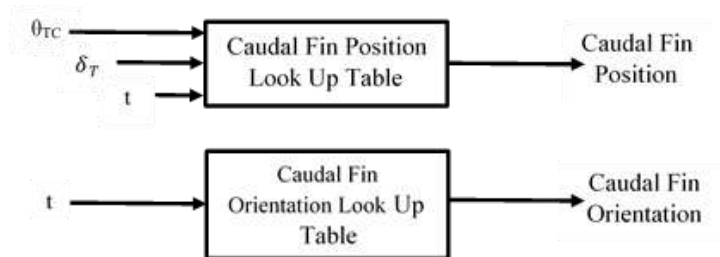 θTC
δT
t
Caudal Fin Position
Look Up Table
Caudal Fin
Position
t
Caudal Fin
Orientation Look Up
Table
Caudal Fin
Orientation